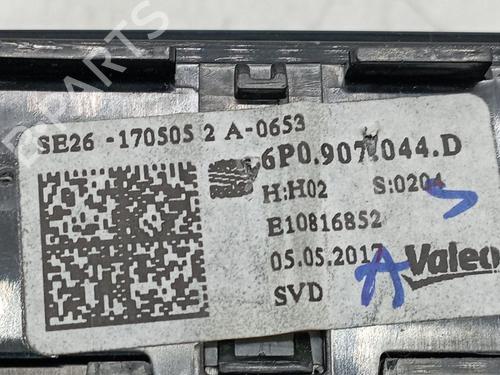 SE26 -170505 2 A-0653
6P0.907.044.D
H:H02 S:0204
E10816852
05.05.2017
A Valeo
SVD